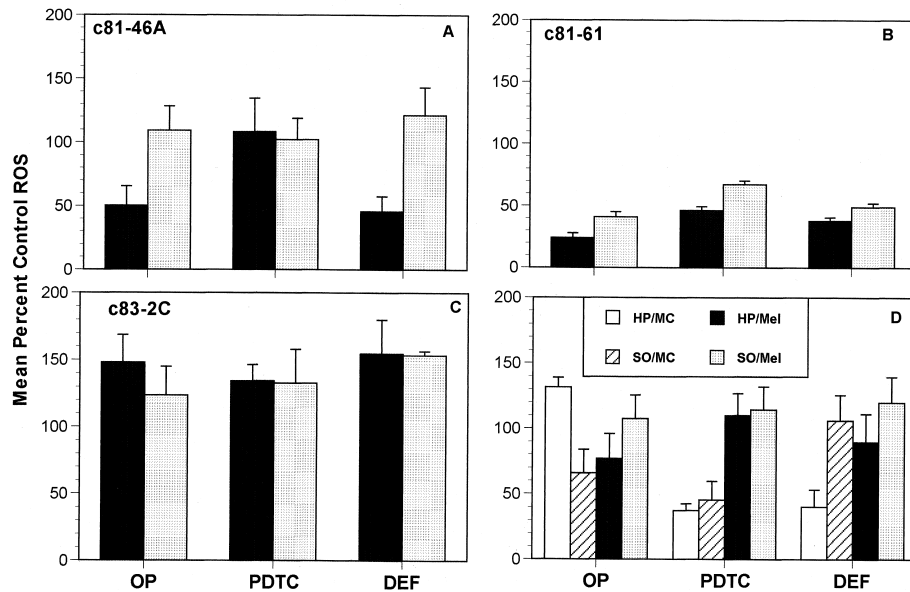 Mean Percent Control ROS
c81-46A
A
200
150
100
50
0
c81-61
B
200
150
100
50
0
c83-2C
C
200
150
100
50
0
OP PDTC DEF
D
200
150
100
50
0
HP/MC HP/Mel
SO/MC SO/Mel
OP PDTC DEF